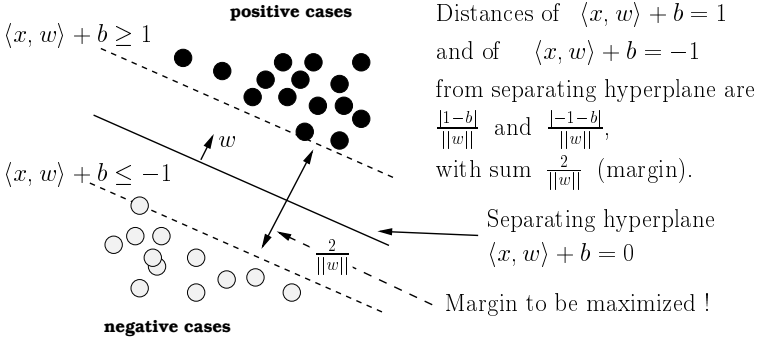 positive cases
⟨x, w⟩ + b ≥ 1
w
⟨x, w⟩ + b ≤ −1
2/||w||
negative cases
Distances of ⟨x, w⟩ + b = 1
and of ⟨x, w⟩ + b = −1
from separating hyperplane are
|1−b|/||w|| and |−1−b|/||w||,
with sum 2/||w|| (margin).
Separating hyperplane
⟨x, w⟩ + b = 0
Margin to be maximized !